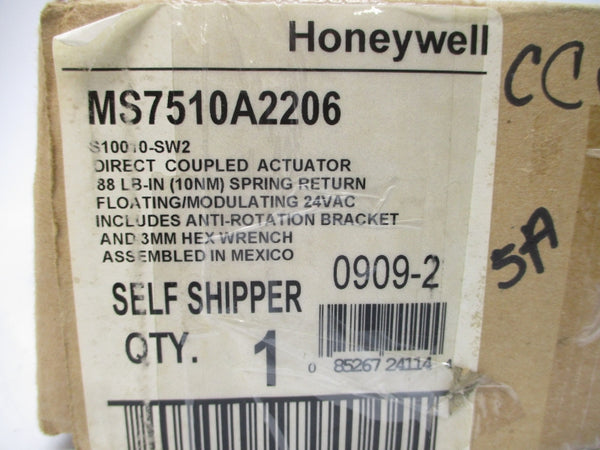 Honeywell
MS7510A2206
S10010-SW2
DIRECT COUPLED ACTUATOR
88 LB-IN (10NM) SPRING RETURN
FLOATING/MODULATING 24VAC
INCLUDES ANTI-ROTATION BRACKET
AND 3MM HEX WRENCH
ASSEMBLED IN MEXICO
SELF SHIPPER 0909-2
QTY. 1
0 85267 24114
CC
5A